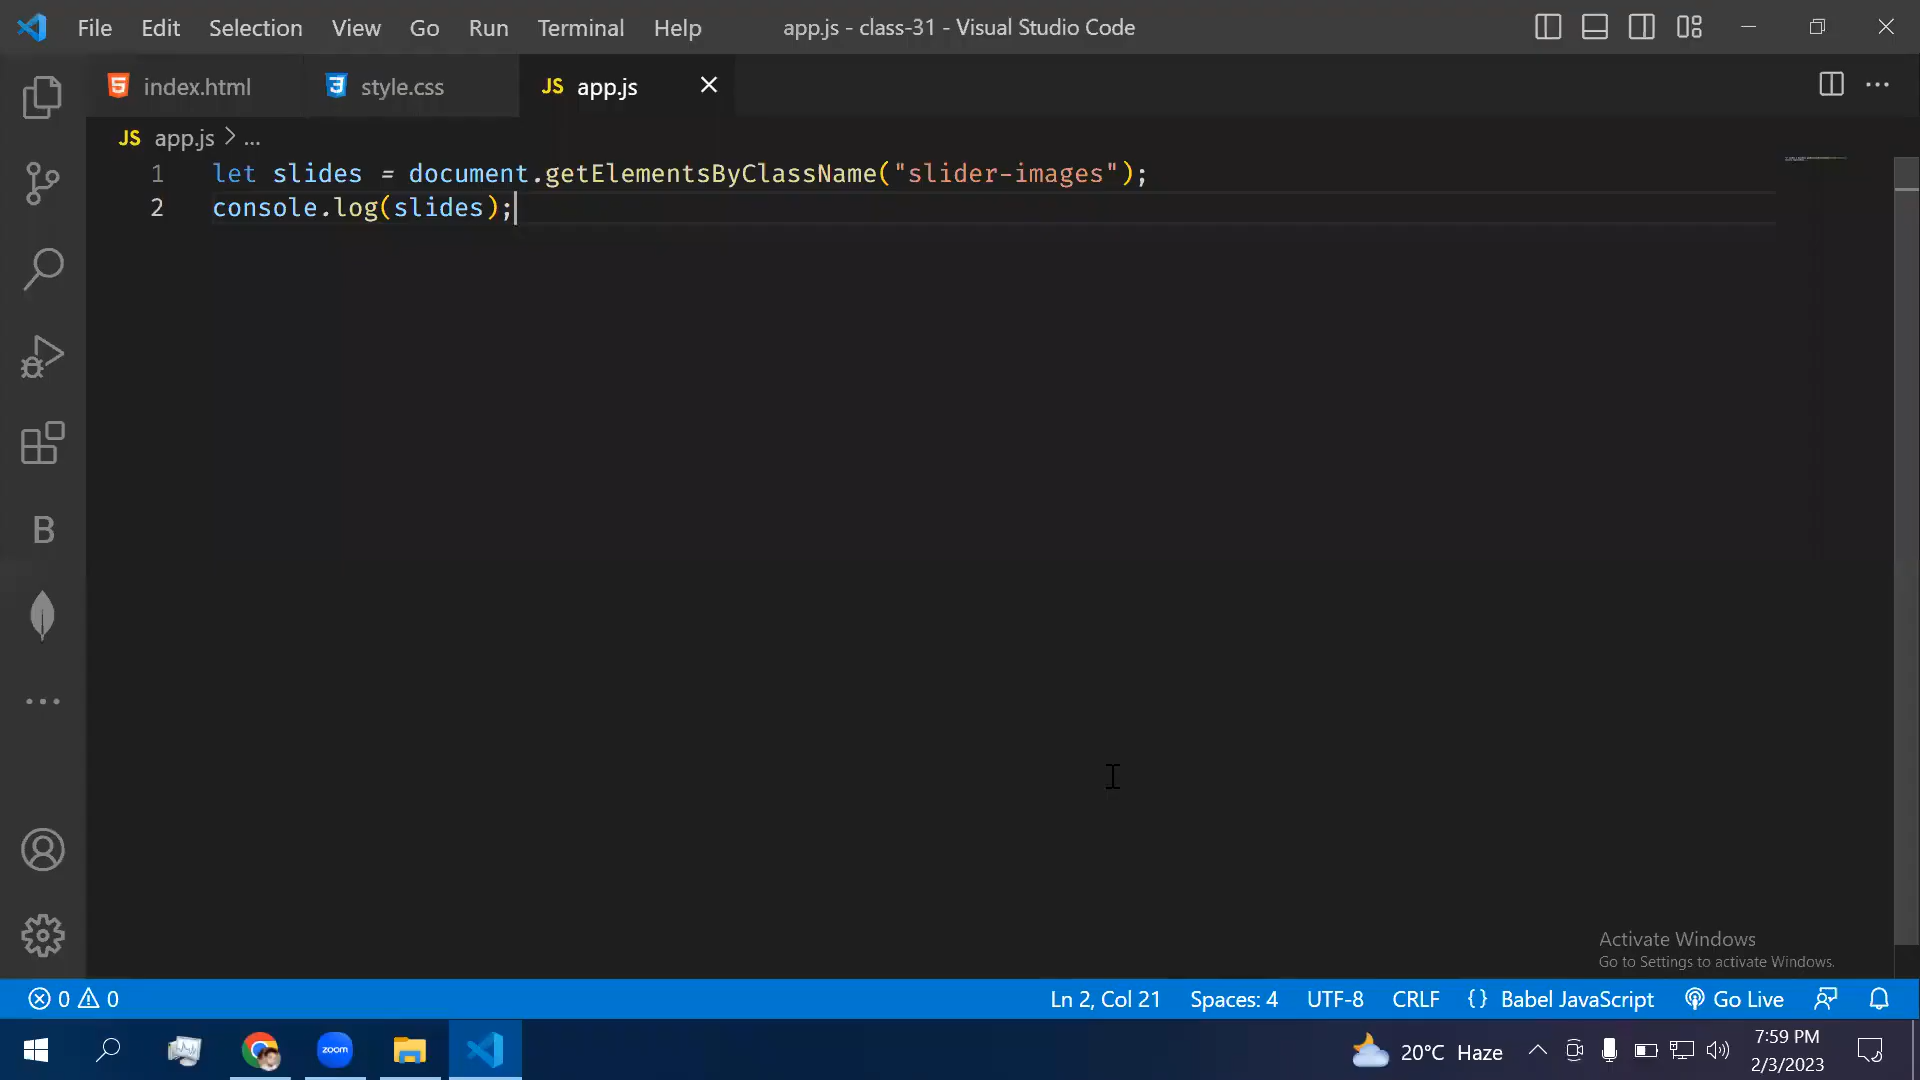 File Edit Selection View Go Run Terminal Help app.js - class-31 - Visual Studio Code
index.html style.css JS app.js
JS app.js > ...
1 let slides = document.getElementsByClassName("slider-images");
2 console.log(slides);
B
Activate Windows
Go to Settings to activate Windows.
0 0 Ln 2, Col 21 Spaces: 4 UTF-8 CRLF {} Babel JavaScript Go Live
zoom 20°C Haze 7:59 PM
2/3/2023